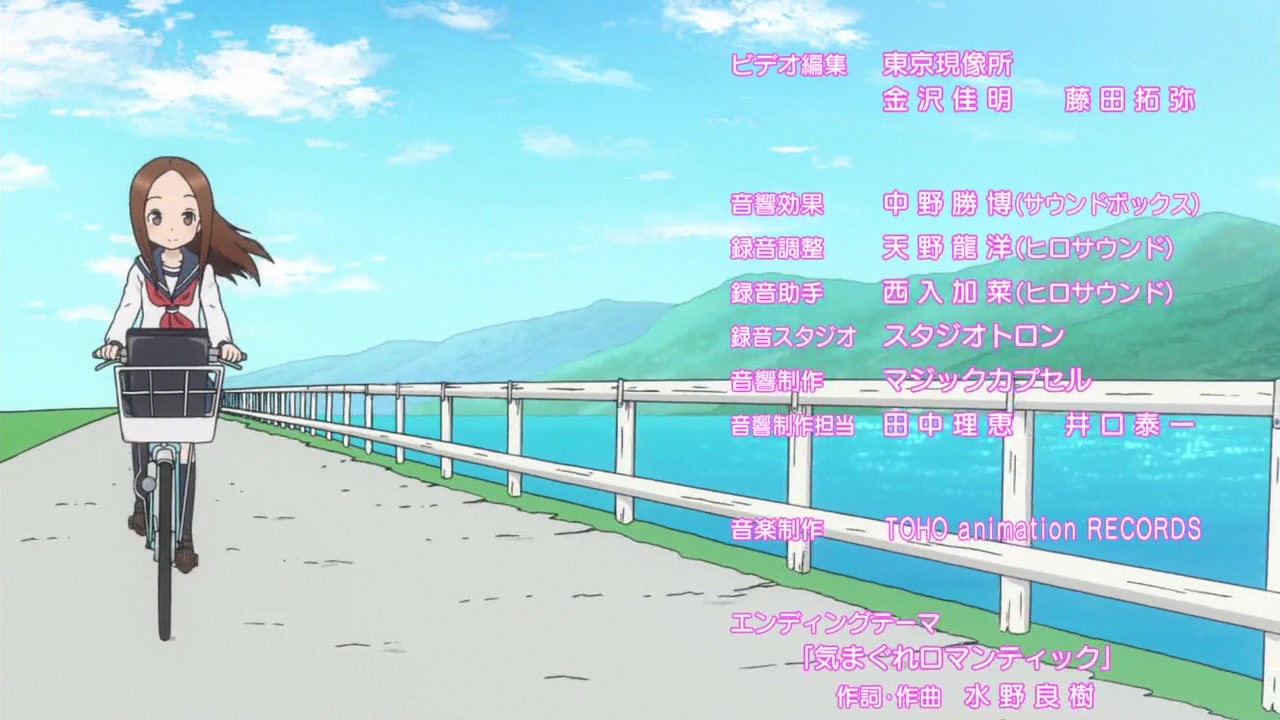 ビデオ編集 東京現像所
金沢佳明 藤田拓弥
音響効果 中野勝博(サウンドボックス)
録音調整 天野龍洋(ヒロサウンド)
録音助手 西入加菜(ヒロサウンド)
録音スタジオ スタジオトロン
音響制作 マジックカプセル
音響制作担当 田中理恵 井口泰一
音楽制作 TOHO animation RECORDS
エンディングテーマ
「気まぐれロマンティック」
作詞・作曲 水野良樹